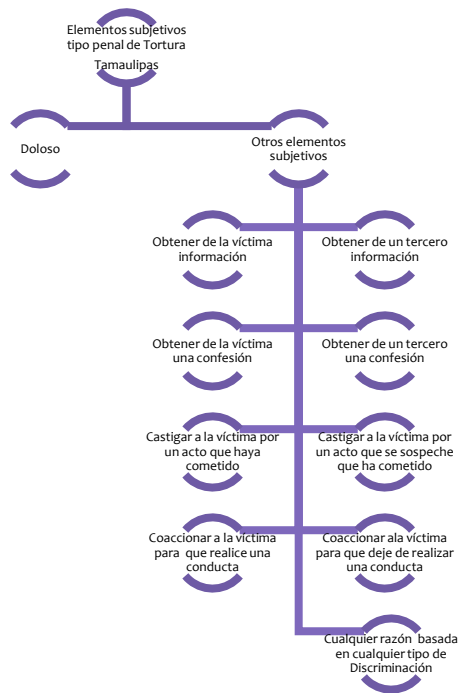 Elementos subjetivos
tipo penal de Tortura
Tamaulipas
Doloso
Otros elementos
subjetivos
Obtener de la víctima
información
Obtener de un tercero
información
Obtener de la víctima
una confesión
Obtener de un tercero
una confesión
Castigar a la víctima por
un acto que haya
cometido
Castigar a la víctima por
un acto que se sospeche
que ha cometido
Coaccionar a la víctima
para que realice una
conducta
Coaccionar ala víctima
para que deje de realizar
una conducta
Cualquier razón basada
en cualquier tipo de
Discriminación